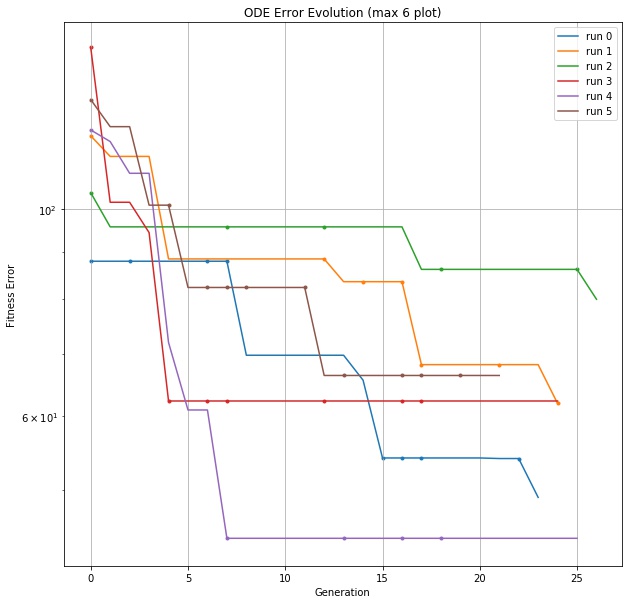 ODE Error Evolution (max 6 plot)
run 0
run 1
run 2
run 3
run 4
run 5
10²
6 × 10¹
Fitness Error
0 5 10 15 20 25
Generation